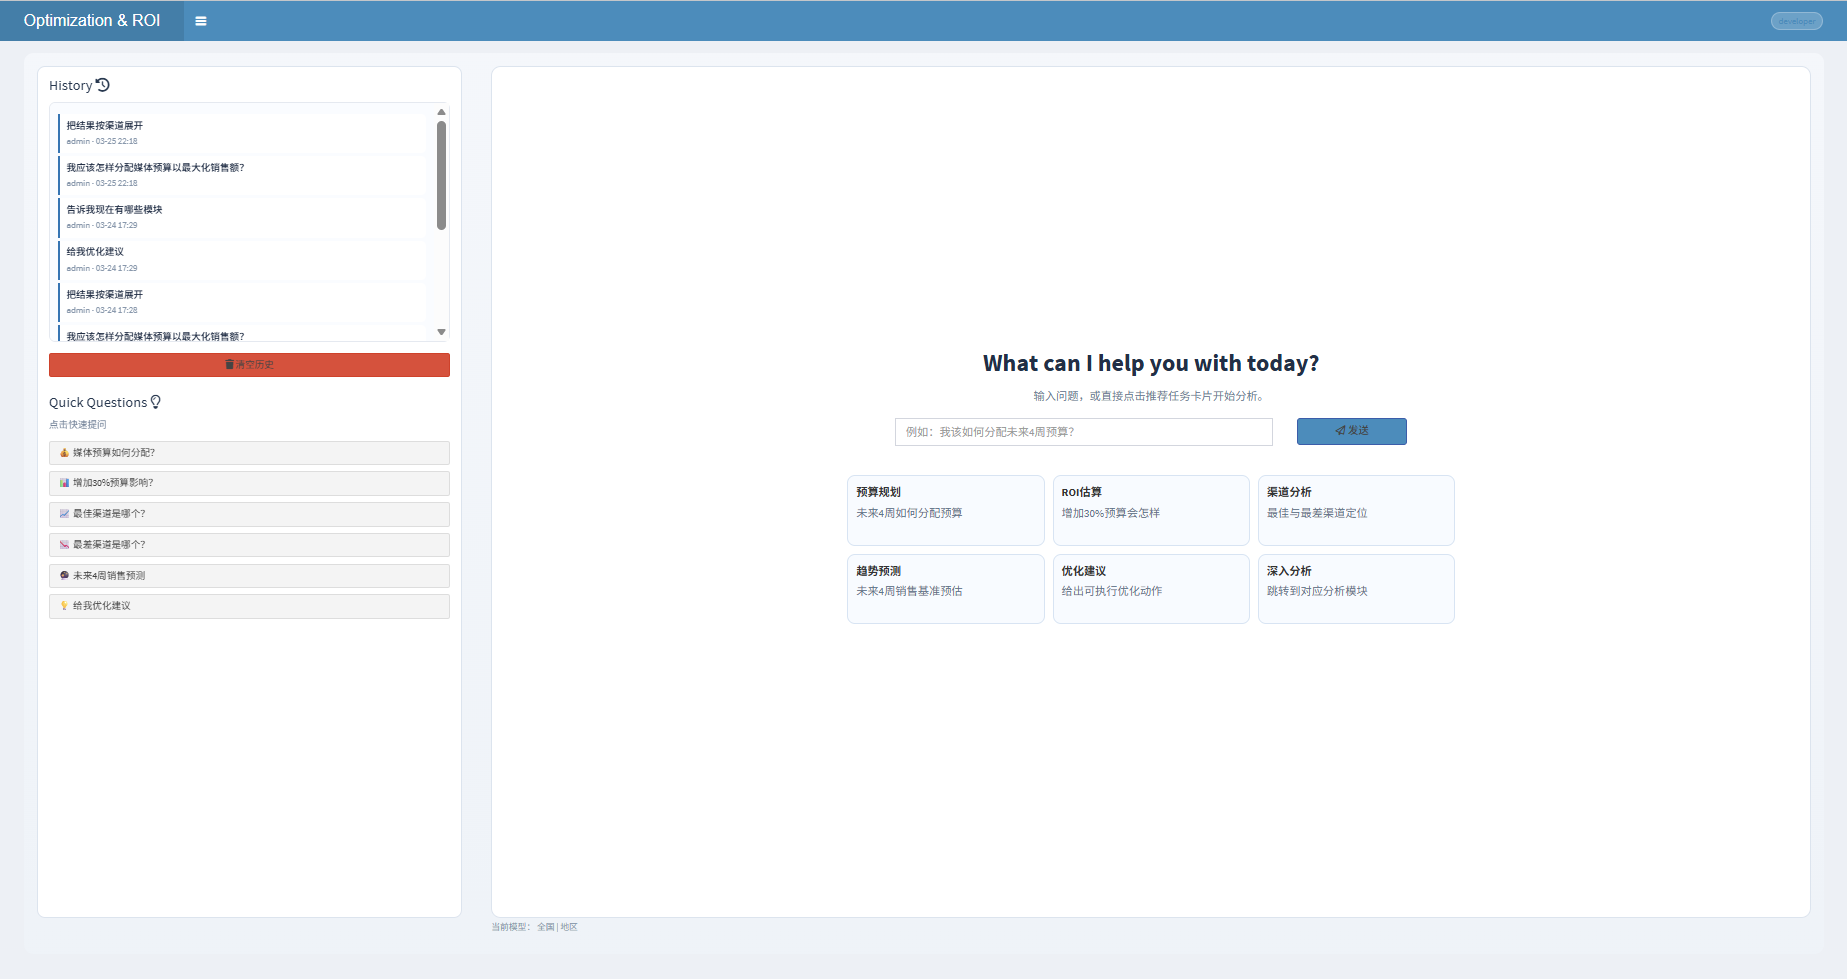 Optimization & ROI
developer
History
把结果按渠道展开
admin - 03-25 22:18
我应该怎样分配媒体预算以最大化销售额?
admin - 03-25 22:18
告诉我现在有哪些模块
admin - 03-24 17:29
给我优化建议
admin - 03-24 17:29
把结果按渠道展开
admin - 03-24 17:28
我应该怎样分配媒体预算以最大化销售额?
清空历史
Quick Questions
点击快速提问
媒体预算如何分配?
增加30%预算影响?
最佳渠道是哪个?
最差渠道是哪个?
未来4周销售预测
给我优化建议
What can I help you with today?
输入问题，或直接点击推荐任务卡片开始分析。
例如：我该如何分配未来4周预算?
发送
预算规划
未来4周如何分配预算
ROI估算
增加30%预算会怎样
渠道分析
最佳与最差渠道定位
趋势预测
未来4周销售基准预估
优化建议
给出可执行优化动作
深入分析
跳转到对应分析模块
当前模型： 全国 | 地区